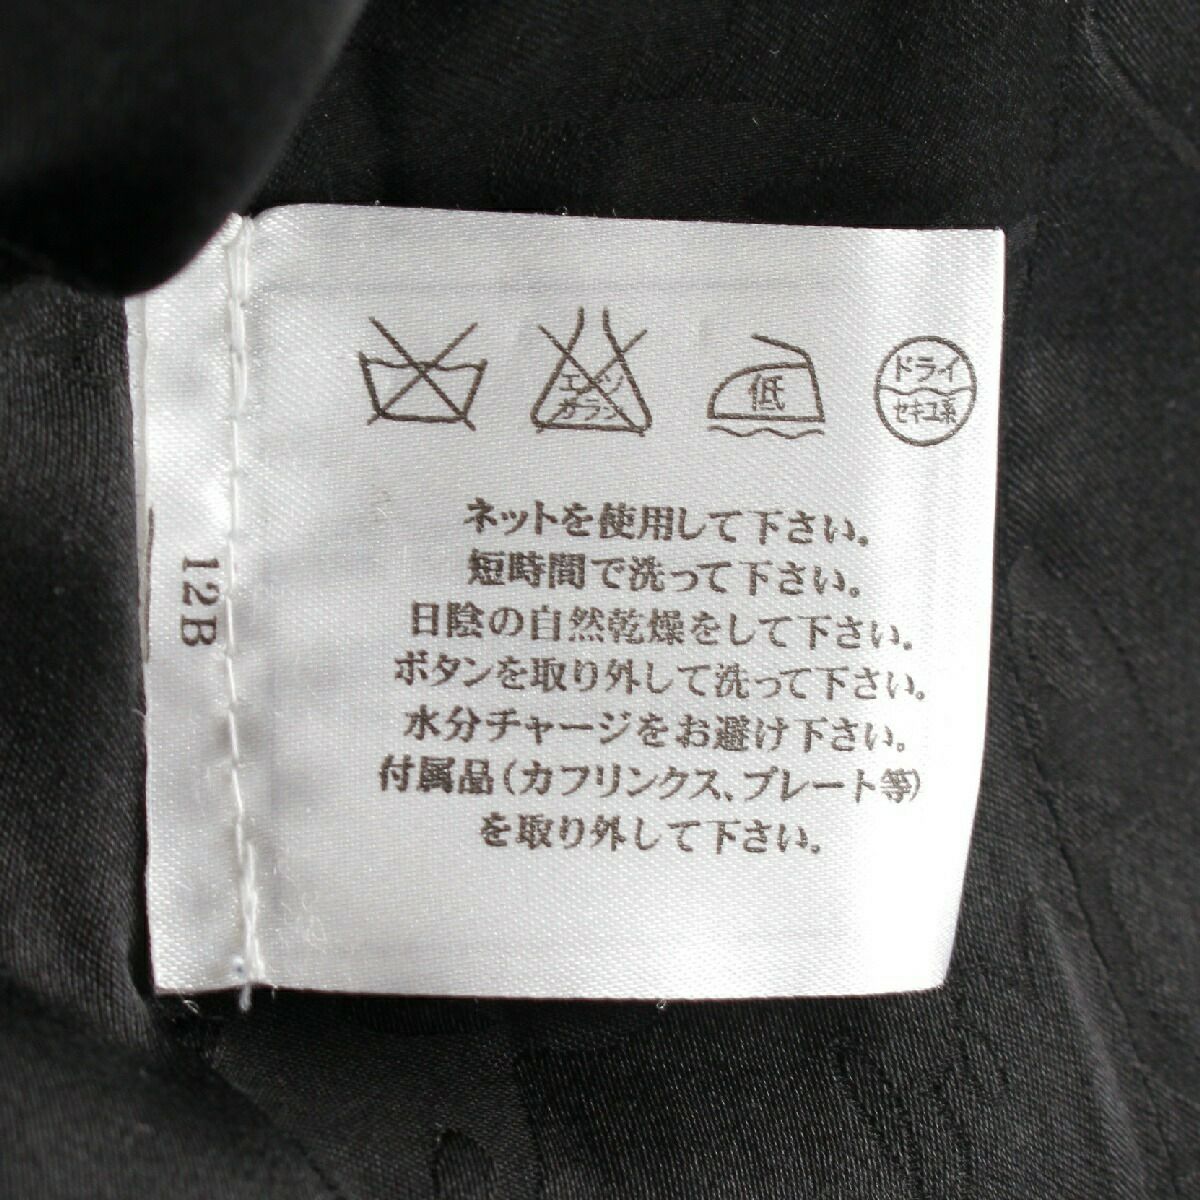 エンソ
サラシ
低
ドライ
セキユ系
ネットを使用して下さい。
短時間で洗って下さい。
日陰の自然乾燥をして下さい。
ボタンを取り外して洗って下さい。
水分チャージをお避け下さい。
付属品(カフリンクス、プレート等)
を取り外して下さい。
12B